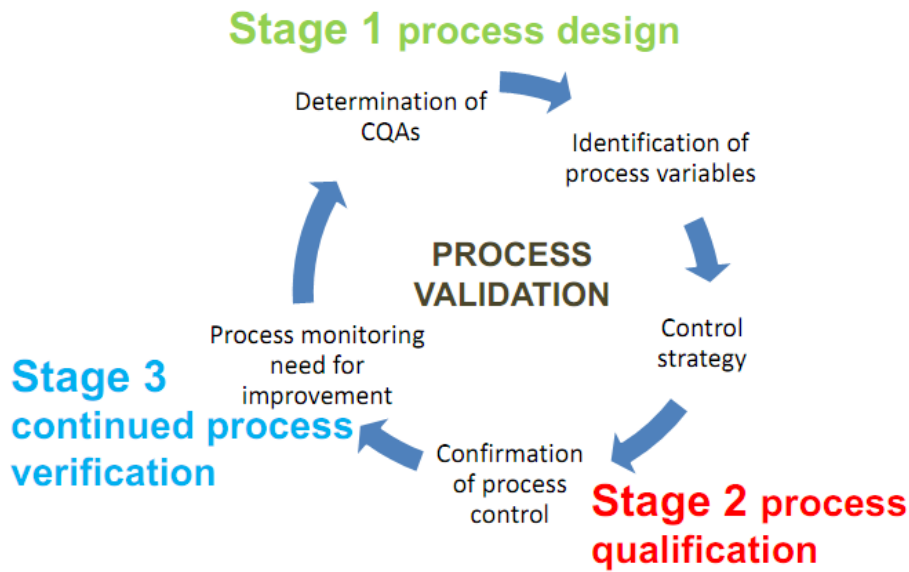 Stage 1 process design
Determination of
CQAs
Identification of
process variables
PROCESS
VALIDATION
Control
strategy
Process monitoring
need for
improvement
Stage 3
continued process
verification
Confirmation
of process
control
Stage 2 process
qualification